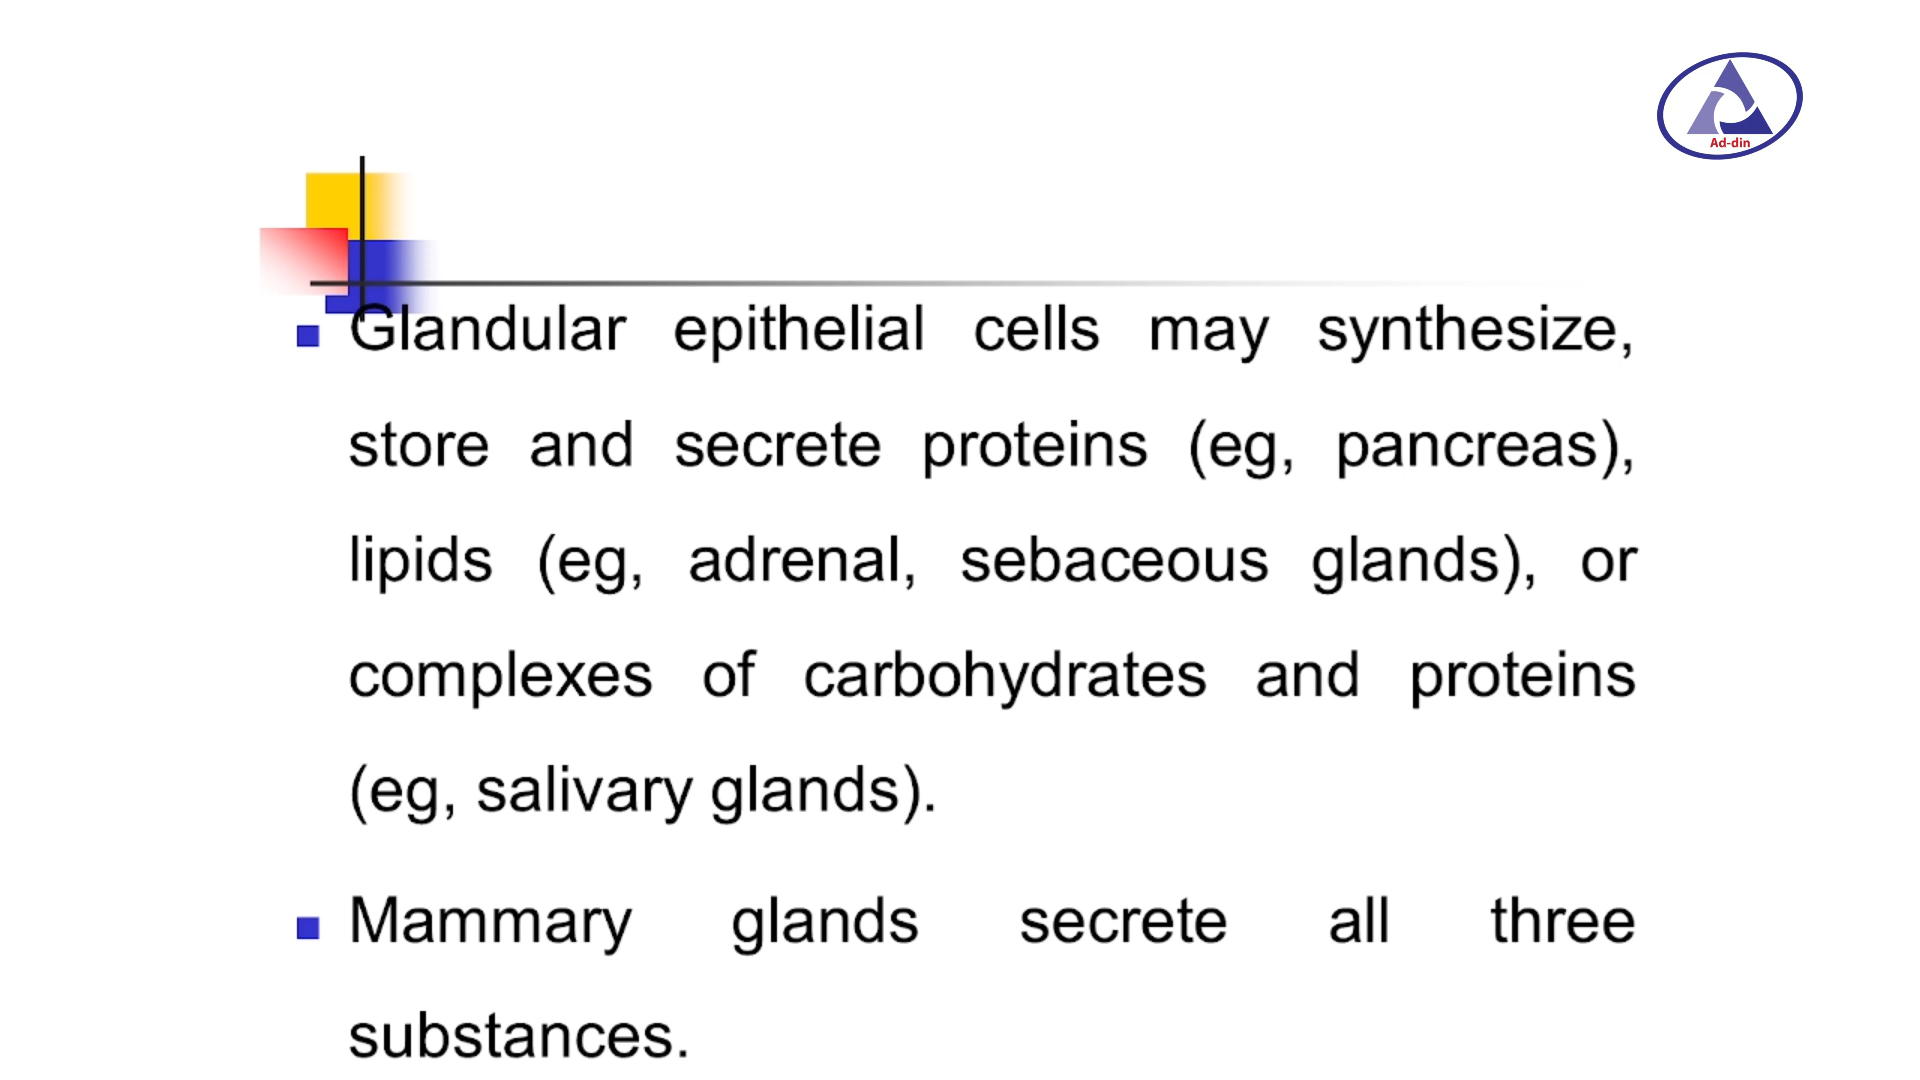 Ad-din
Glandular epithelial cells may synthesize,
store and secrete proteins (eg, pancreas),
lipids (eg, adrenal, sebaceous glands), or
complexes of carbohydrates and proteins
(eg, salivary glands).
Mammary glands secrete all three
substances.